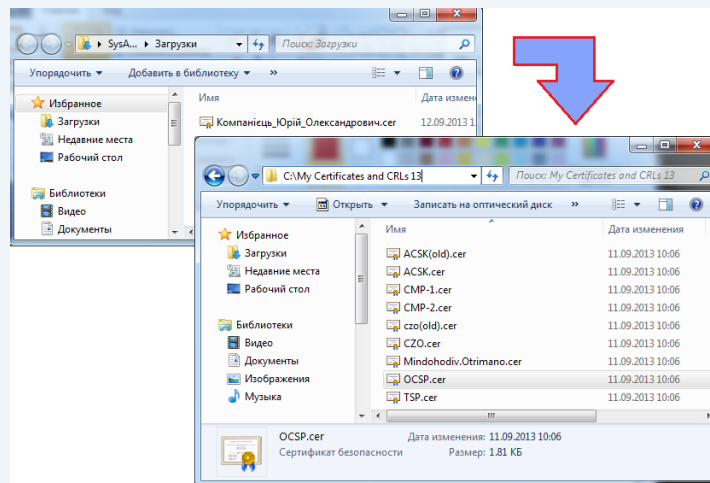 SysA... Загрузки
Поиск: Загрузки
Упорядочить
Добавить в библиотеку
»
Избранное
Загрузки
Недавние места
Рабочий стол
Библиотеки
Видео
Документы
Имя
Дата измен
Компанієць_Юрій_Олександрович.cer
12.09.2013 1
C:\My Certificates and CRLs 13
Поиск: My Certificates and CRLs 13
Упорядочить
Открыть
Записать на оптический диск
»
Избранное
Загрузки
Недавние места
Рабочий стол
Библиотеки
Видео
Документы
Изображения
Музыка
Имя
Дата изменения
ACSK(old).cer 11.09.2013 10:06
ACSK.cer 11.09.2013 10:06
CMP-1.cer 11.09.2013 10:06
CMP-2.cer 11.09.2013 10:06
czo(old).cer 11.09.2013 10:06
CZO.cer 11.09.2013 10:06
Mindohodiv.Otrimano.cer 11.09.2013 10:06
OCSP.cer 11.09.2013 10:06
TSP.cer 11.09.2013 10:06
OCSP.cer Дата изменения: 11.09.2013 10:06
Сертификат безопасности Размер: 1.81 КБ